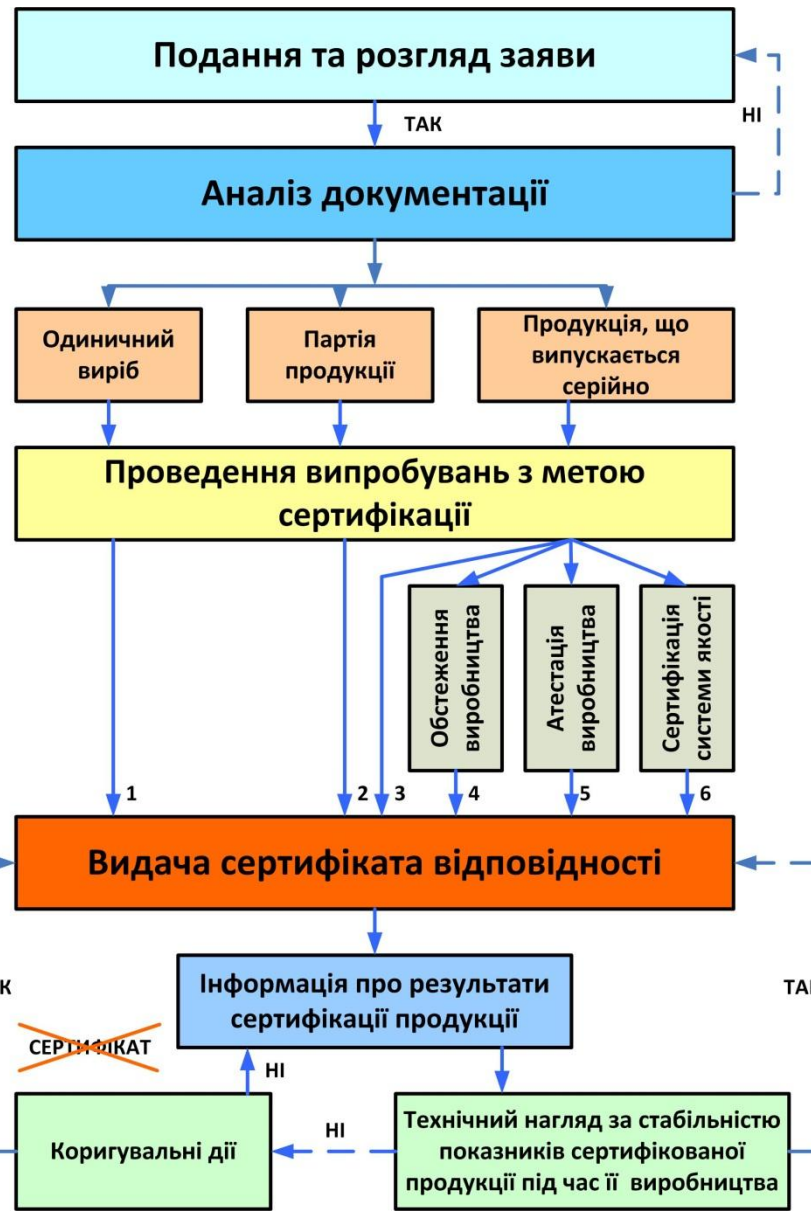 Подання та розгляд заяви
ТАК
НІ
Аналіз документації
Одиничний
виріб
Партія
продукції
Продукція, що
випускається
серійно
Проведення випробувань з метою
сертифікації
Обстеження
виробництва
Атестація
виробництва
Сертифікація
системи якості
1
2
3
4
5
6
Видача сертифіката відповідності
Інформація про результати
сертифікації продукції
К
ТА
СЕРТИФІКАТ
НІ
Коригувальні дії
НІ
Технічний нагляд за стабільністю
показників сертифікованої
продукції під час її виробництва